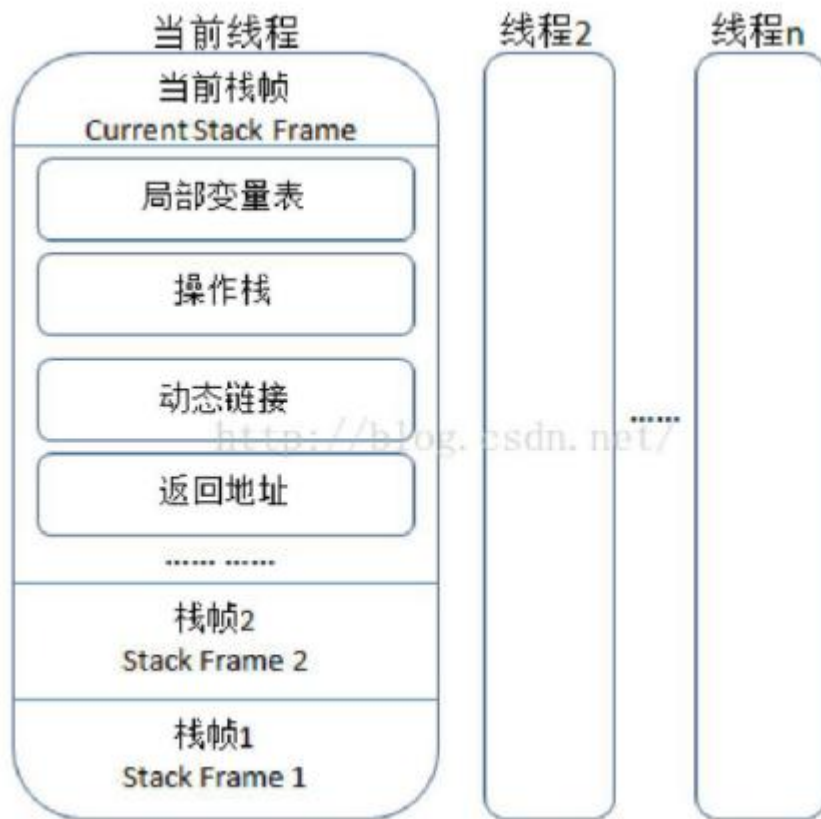 当前线程
线程2
线程n
当前栈帧
Current Stack Frame
局部变量表
操作栈
动态链接
……
http://blog.csdn.net/
返回地址
…… ……
栈帧2
Stack Frame 2
栈帧1
Stack Frame 1